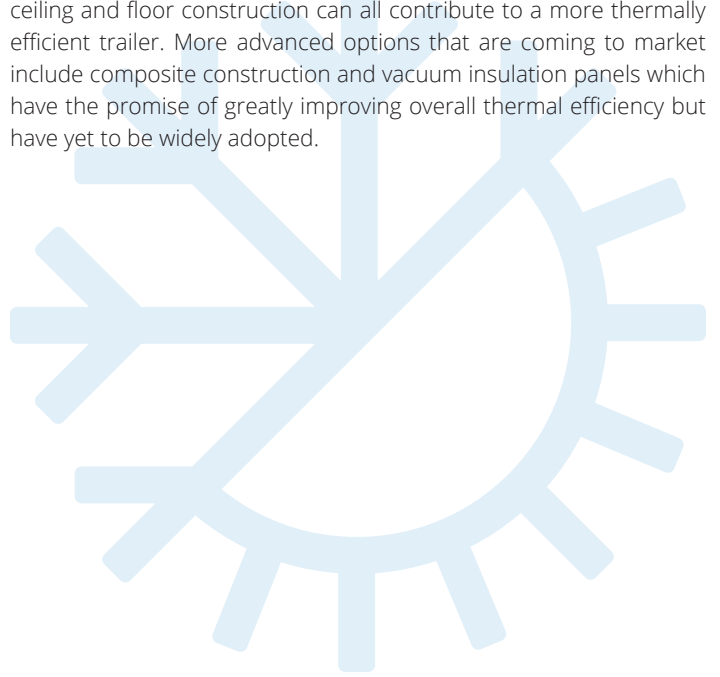 ceiling and floor construction can all contribute to a more thermally
efficient trailer. More advanced options that are coming to market
include composite construction and vacuum insulation panels which
have the promise of greatly improving overall thermal efficiency but
have yet to be widely adopted.